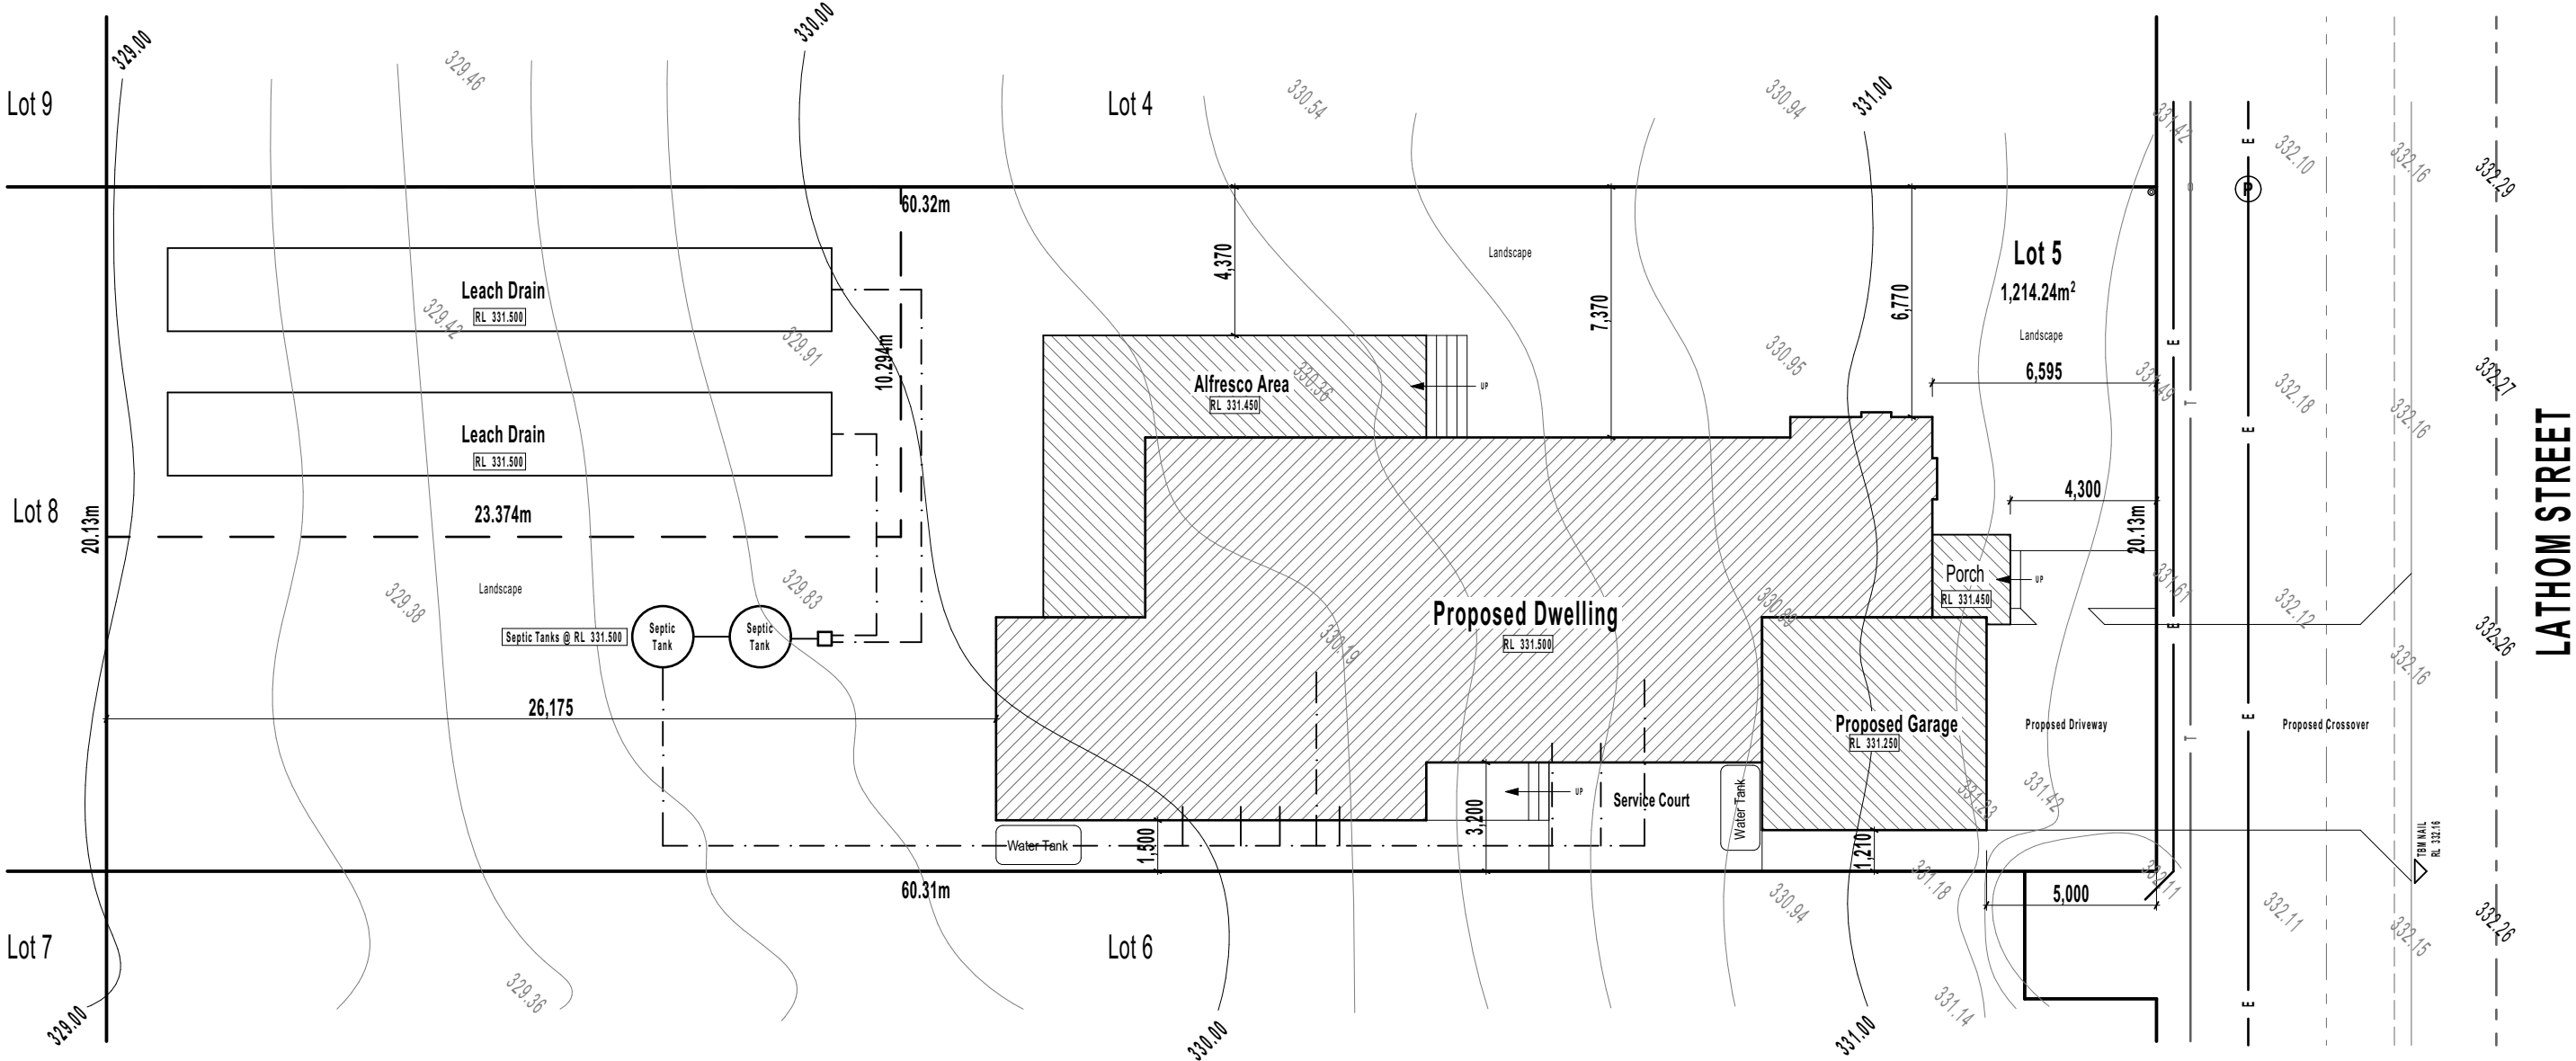 329.00
330.00
329.46
330.54
330.94
331.00
331.42
332.10
332.16
332.29
Lot 9
Lot 4
60.32m
P
E
Leach Drain
RL 331.500
329.42
329.91
10.294m
4,370
Landscape
7,370
6,770
Lot 5
1,214.24m²
Landscape
6,595
E
Alfresco Area
RL 331.450
330.36
UP
330.95
331.49
T
332.18
332.16
332.27
Leach Drain
RL 331.500
E
Lot 8
20.13m
23.374m
4,300
20.13m
LATHOM STREET
Landscape
329.38
329.83
Septic Tanks @ RL 331.500
Septic
Tank
Septic
Tank
Proposed Dwelling
RL 331.500
330.19
Porch
RL 331.450
UP
331.61
E
332.12
332.16
332.26
26,175
Proposed Garage
RL 331.250
Proposed Driveway
T
E
Proposed Crossover
UP
Service Court
Water Tank
331.23
331.42
Water Tank
1,500
3,200
1,210
TBM NAIL
RL 332.16
60.31m
330.94
331.18
5,000
332.11
332.11
332.15
332.26
Lot 7
Lot 6
329.36
331.14
E
329.00
330.00
331.00